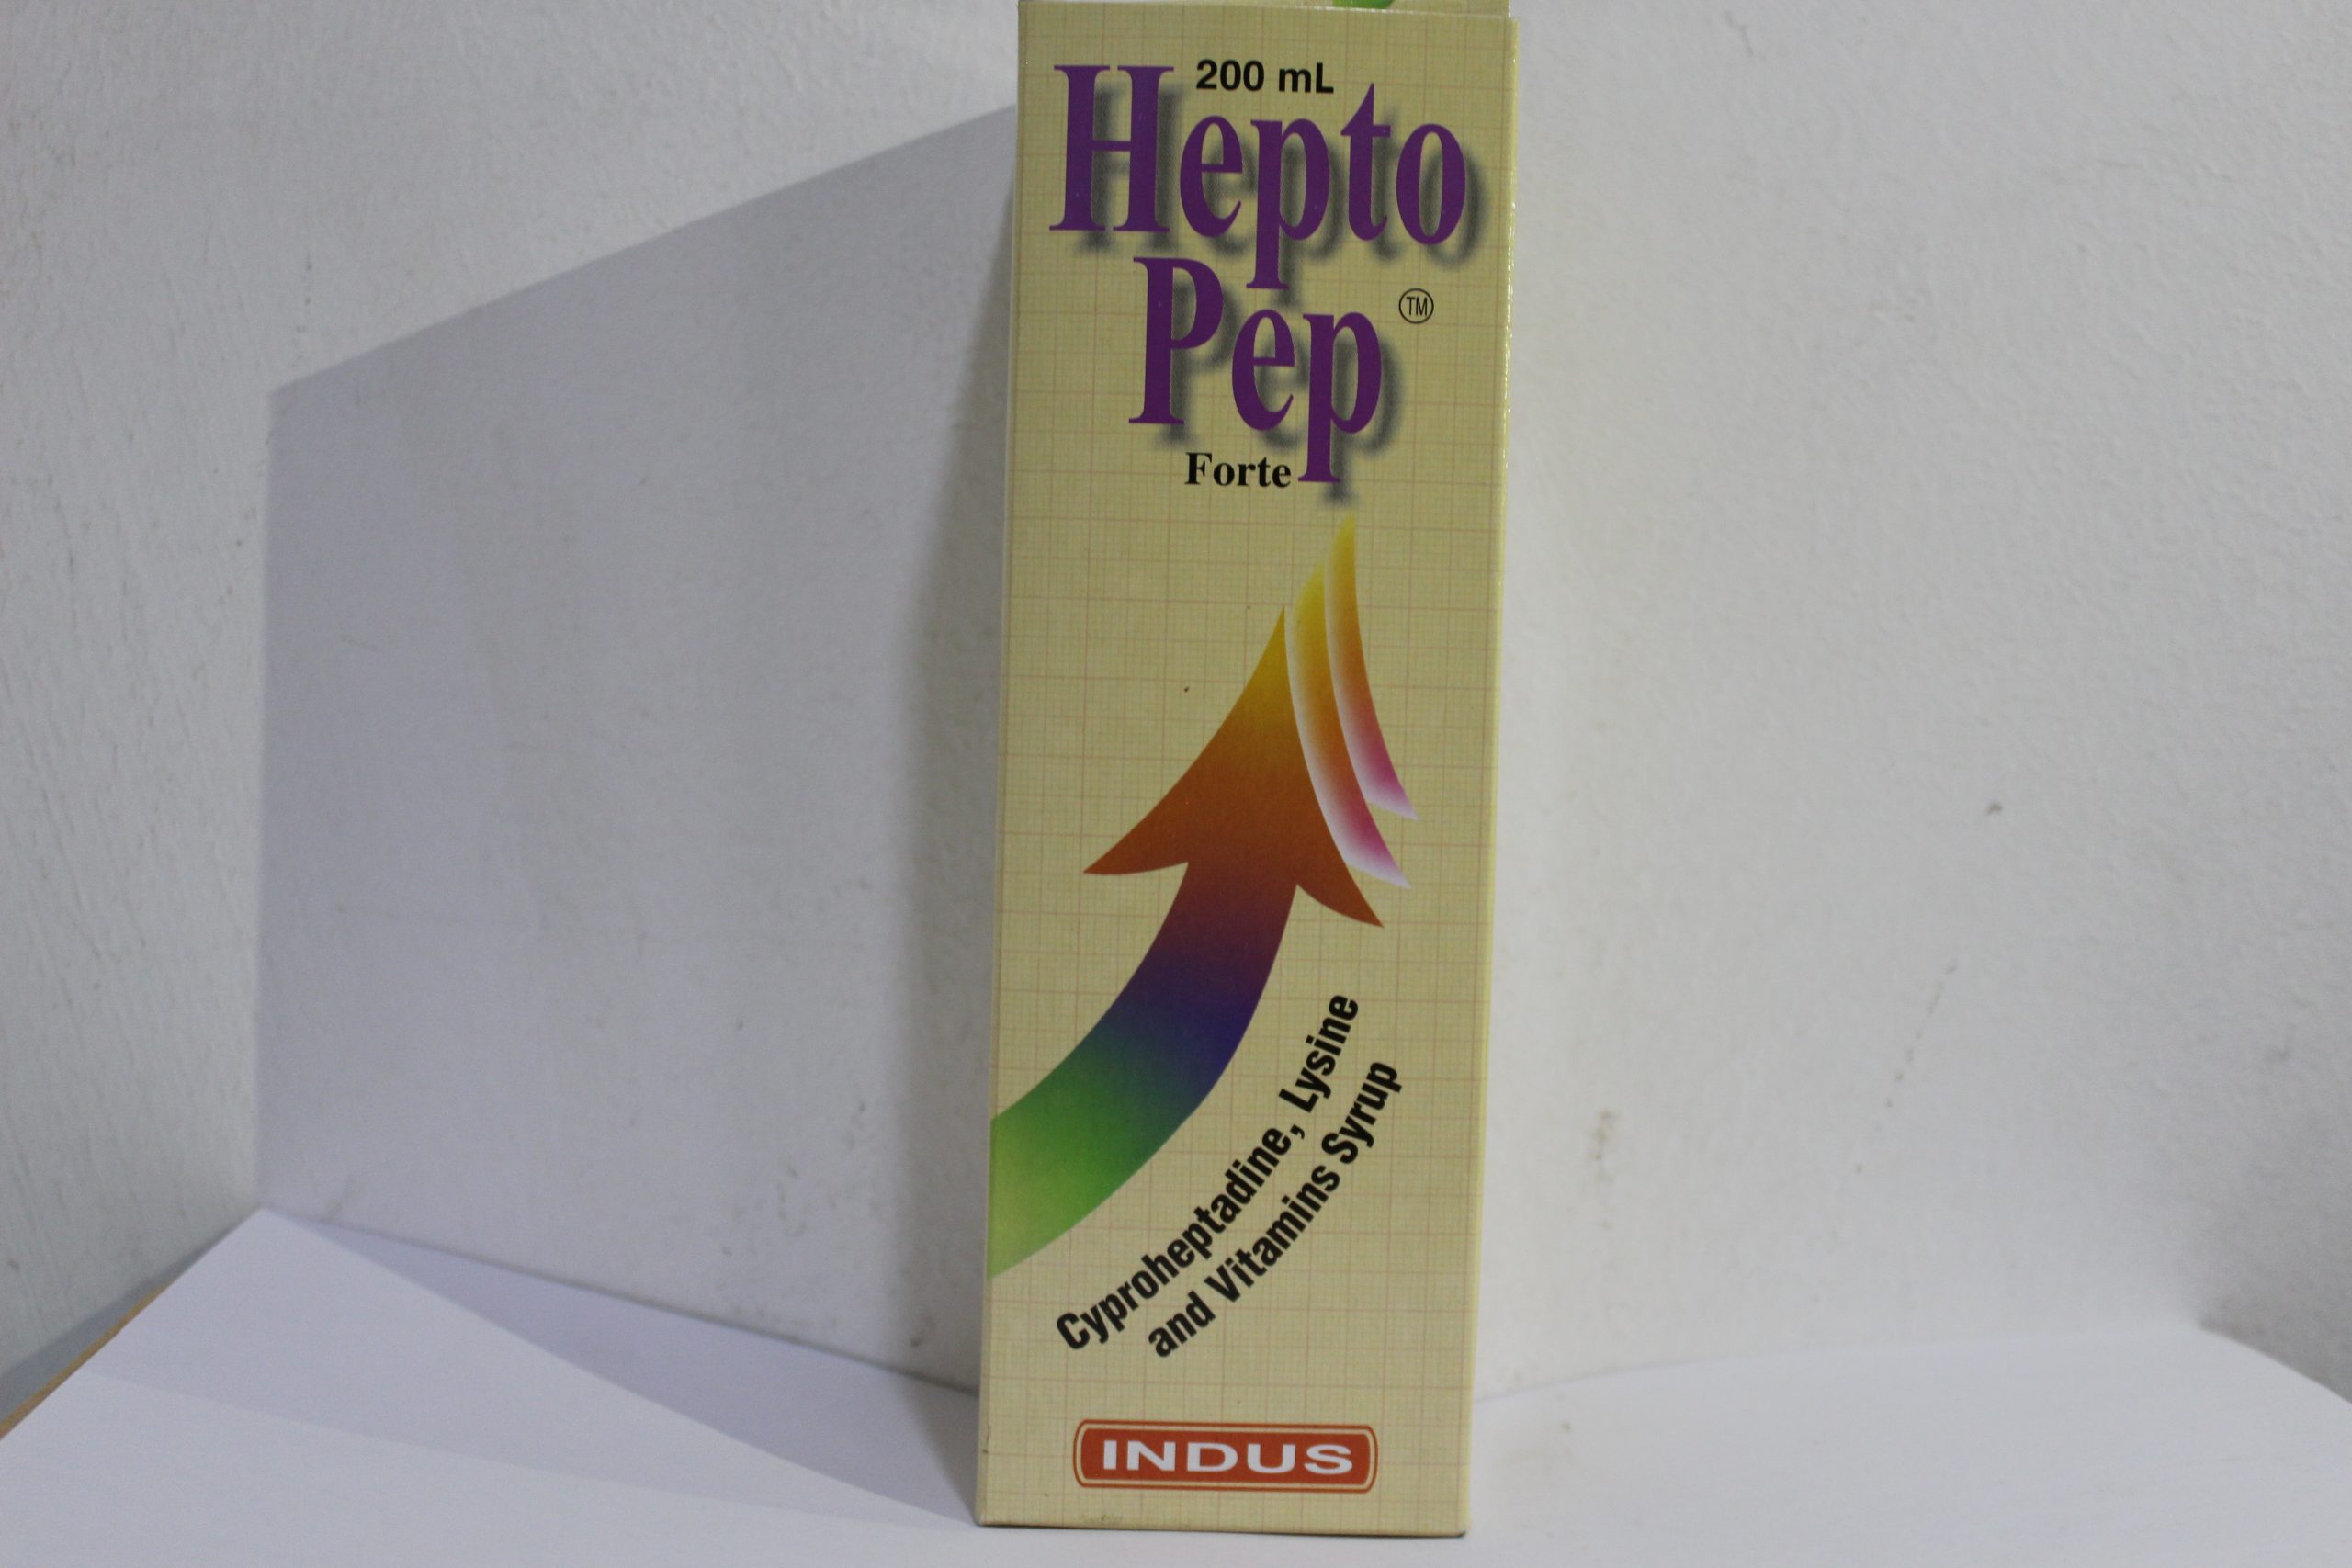 200 mL
Hepto
Pep
TM
Forte
Cyproheptadine, Lysine
and Vitamins Syrup
INDUS